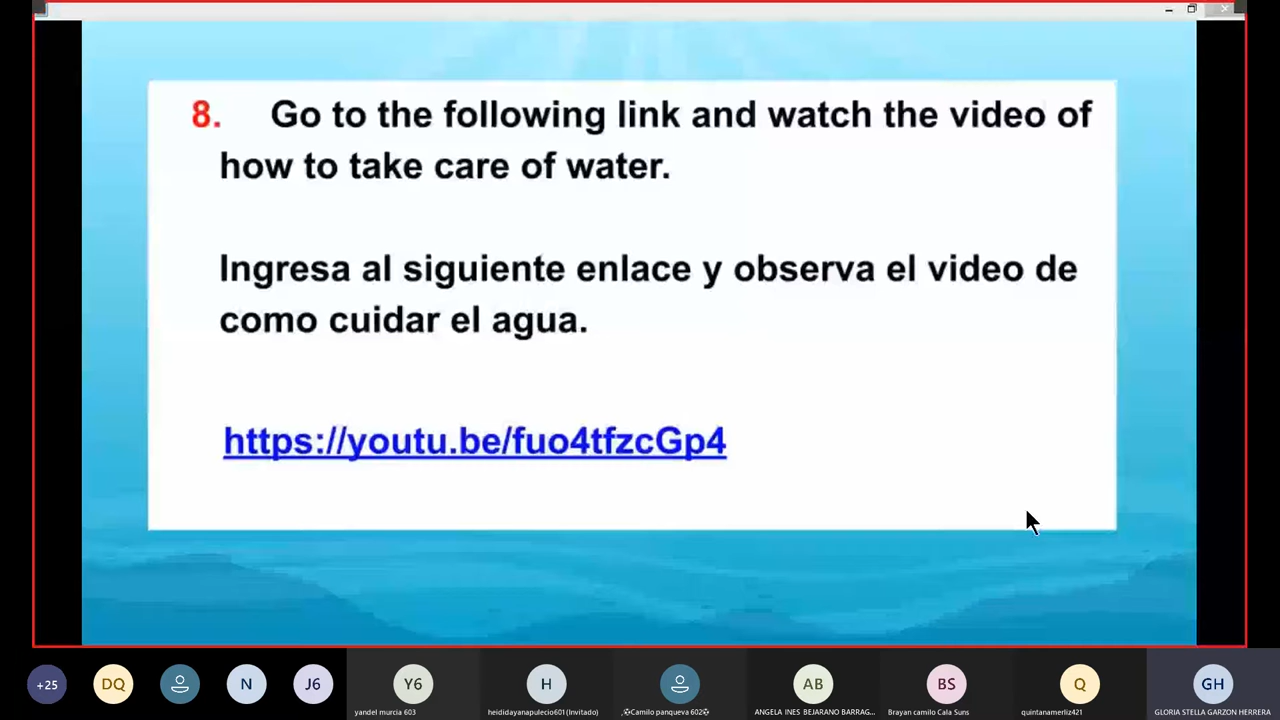 8. Go to the following link and watch the video of
how to take care of water.
Ingresa al siguiente enlace y observa el video de
como cuidar el agua.
https://youtu.be/fuo4tfzcGp4
+25 DQ N J6 Y6 H AB BS Q GH
yandel murcia 603 heididayanapulecio601(Invitado) Camilo panqueva 602 ANGELA INES BEJARANO BARRAG... Brayan camilo Cala Suns quintanamerliz421 GLORIA STELLA GARZON HERRERA